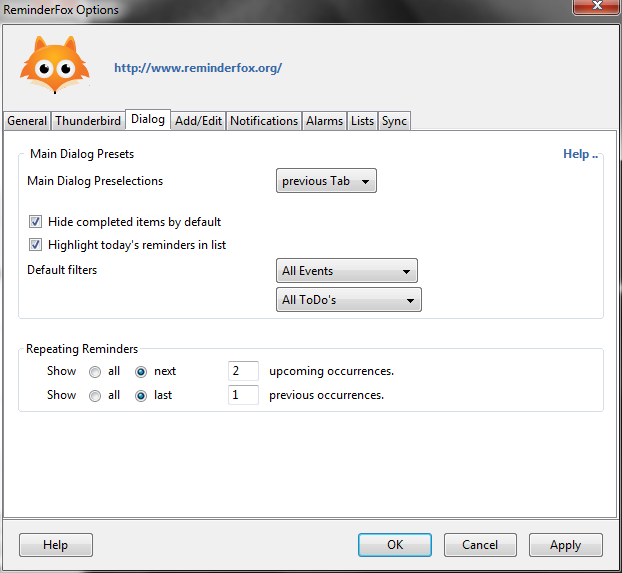 ReminderFox Options
http://www.reminderfox.org/
General Thunderbird Dialog Add/Edit Notifications Alarms Lists Sync
Main Dialog Presets Help ..
Main Dialog Preselections previous Tab
Hide completed items by default
Highlight today's reminders in list
Default filters All Events
All ToDo's
Repeating Reminders
Show all next 2 upcoming occurrences.
Show all last 1 previous occurrences.
Help OK Cancel Apply